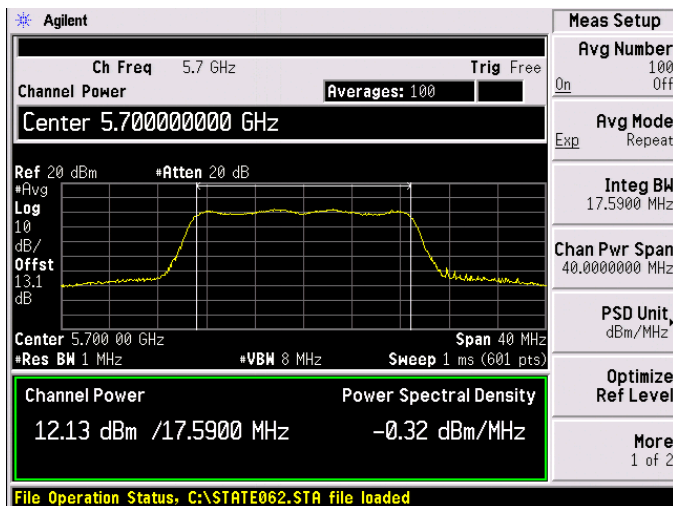 Agilent
Meas Setup
Ch Freq 5.7 GHz Trig Free
Channel Power Averages: 100
Center 5.700000000 GHz
Ref 20 dBm #Atten 20 dB
#Avg
Log
10
dB/
Offst
13.1
dB
Center 5.700 00 GHz Span 40 MHz
#Res BW 1 MHz #VBW 8 MHz Sweep 1 ms (601 pts)
Channel Power Power Spectral Density
12.13 dBm /17.5900 MHz -0.32 dBm/MHz
File Operation Status, C:\STATE062.STA file loaded
Avg Number
100
On Off
Avg Mode
Exp Repeat
Integ BW
17.5900 MHz
Chan Pwr Span
40.0000000 MHz
PSD Unit
dBm/MHz
Optimize
Ref Level
More
1 of 2